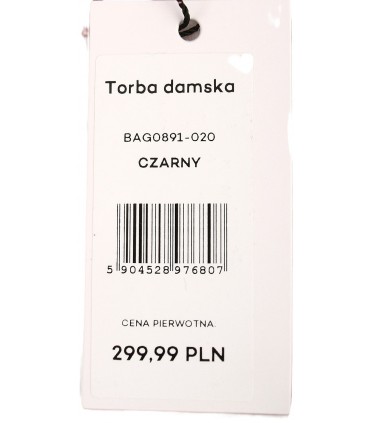 Torba damska
BAG0891-020
CZARNY
5 904528 976807
CENA PIERWOTNA:
299,99 PLN